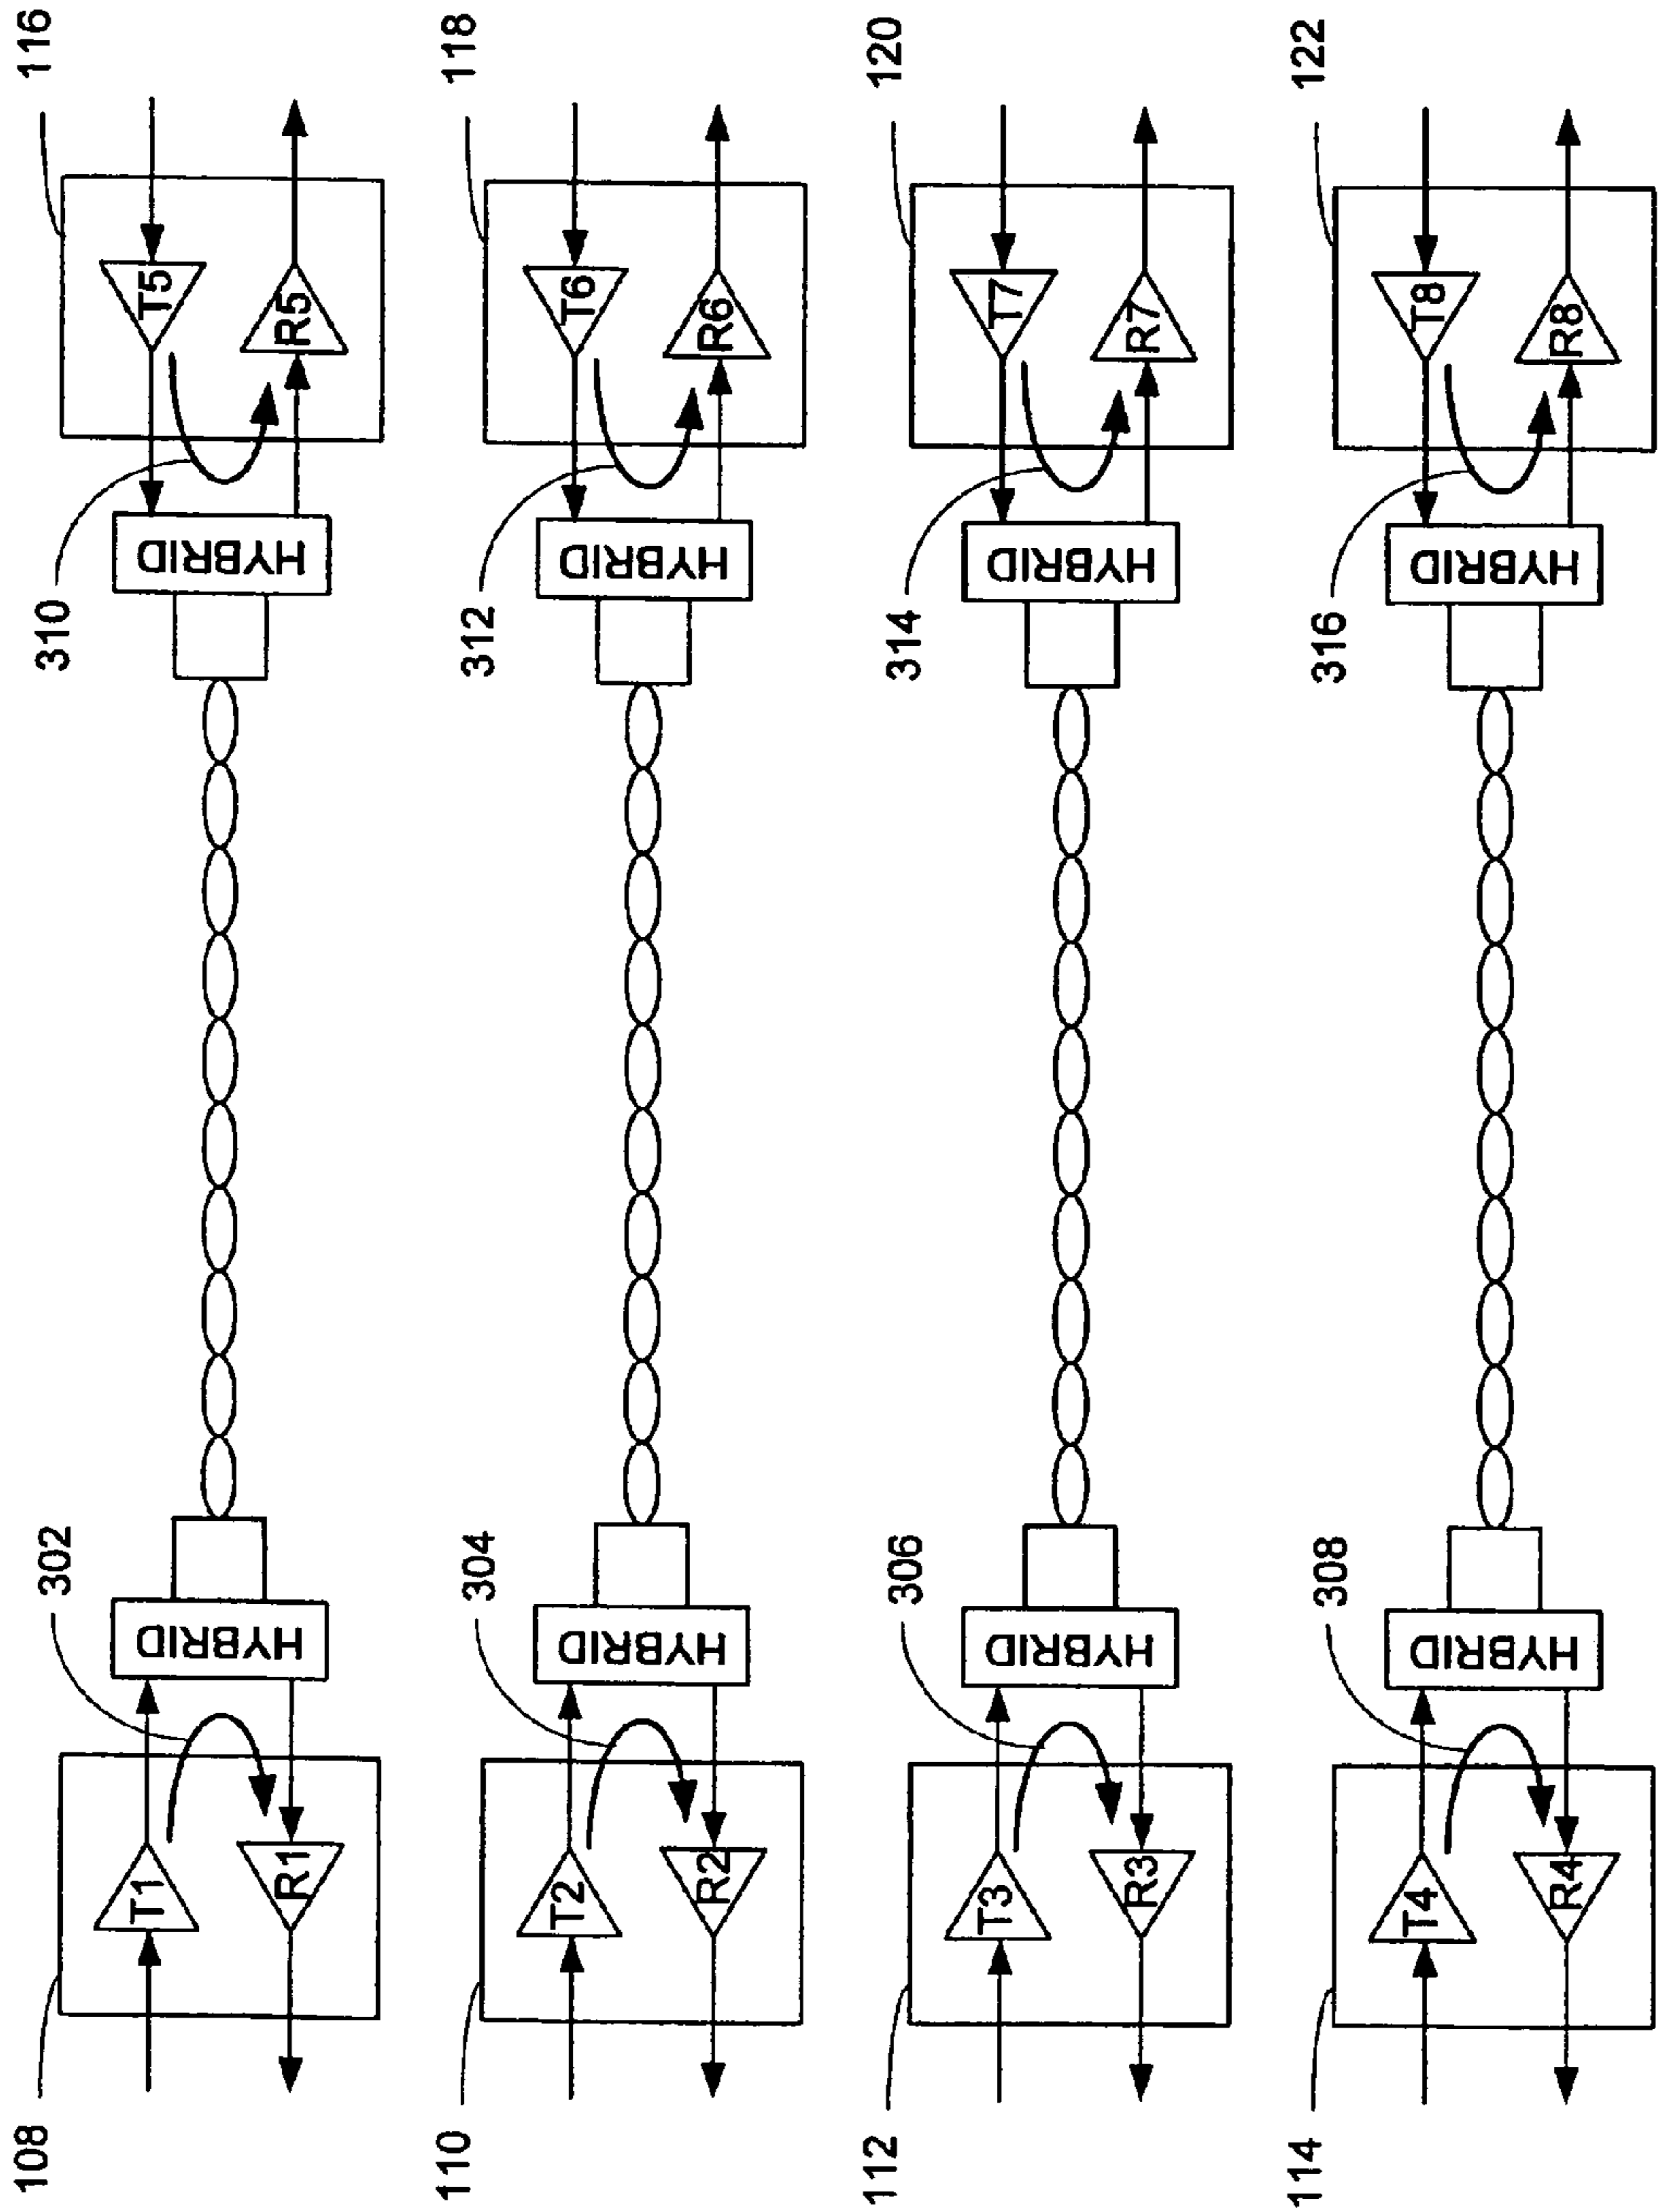 108
T1
R1
302
HYBRID
HYBRID
310
T5
R5
116
110
T2
R2
304
HYBRID
HYBRID
312
T6
R6
118
112
T3
R3
306
HYBRID
HYBRID
314
T7
R7
120
114
T4
R4
308
HYBRID
HYBRID
316
T8
R8
122